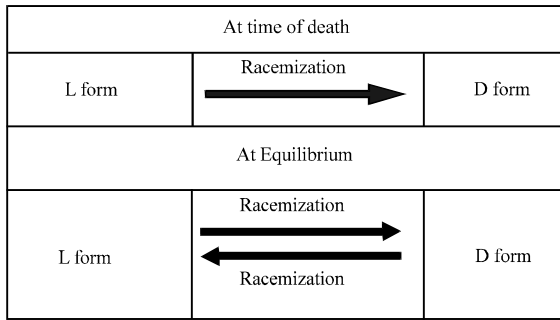 At time of death
Racemization
L form
D form
At Equilibrium
Racemization
L form
D form
Racemization